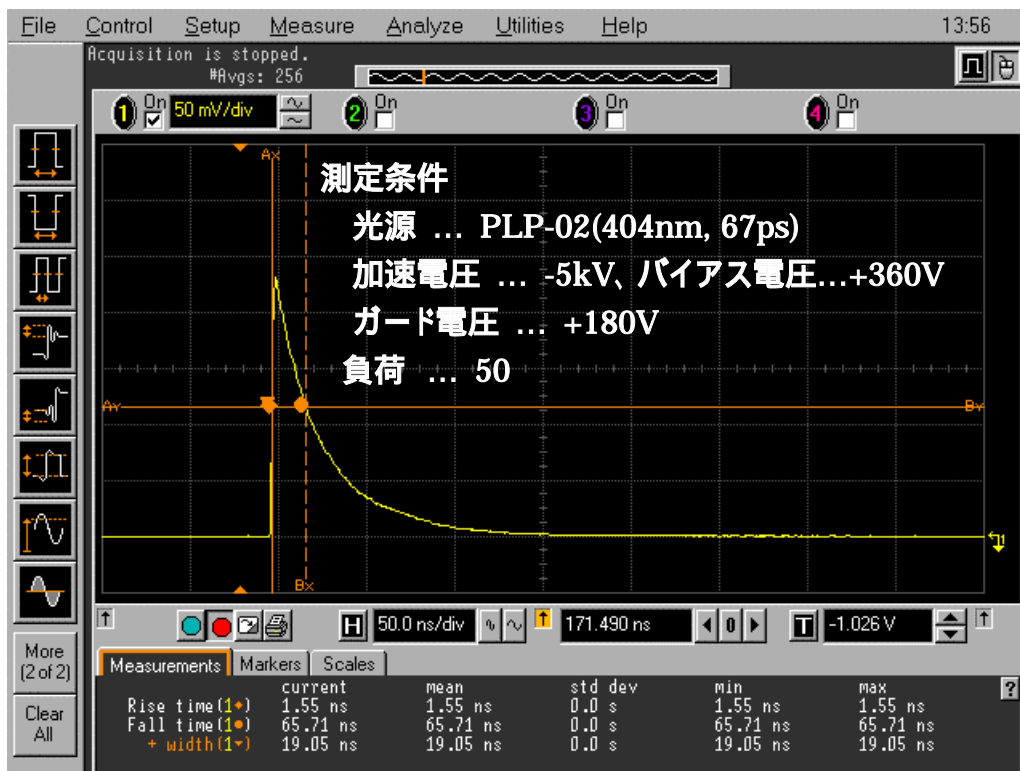 File Control Setup Measure Analyze Utilities Help 13:56
Acquisition is stopped.
#Avgs: 256
1 On 50 mV/div 2 On 3 On 4 On
Ax
測定条件
光源 … PLP-02(404nm, 67ps)
加速電圧 … -5kV、バイアス電圧…+360V
ガード電圧 … +180V
負荷 … 50
Ay By
Bx
1
H 50.0 ns/div 171.490 ns 0 T -1.026 V
More
(2 of 2)
Clear
All
Measurements Markers Scales
current mean std dev min max ?
Rise time(1◆) 1.55 ns 1.55 ns 0.0 s 1.55 ns 1.55 ns
Fall time(1●) 65.71 ns 65.71 ns 0.0 s 65.71 ns 65.71 ns
+ width(1▾) 19.05 ns 19.05 ns 0.0 s 19.05 ns 19.05 ns